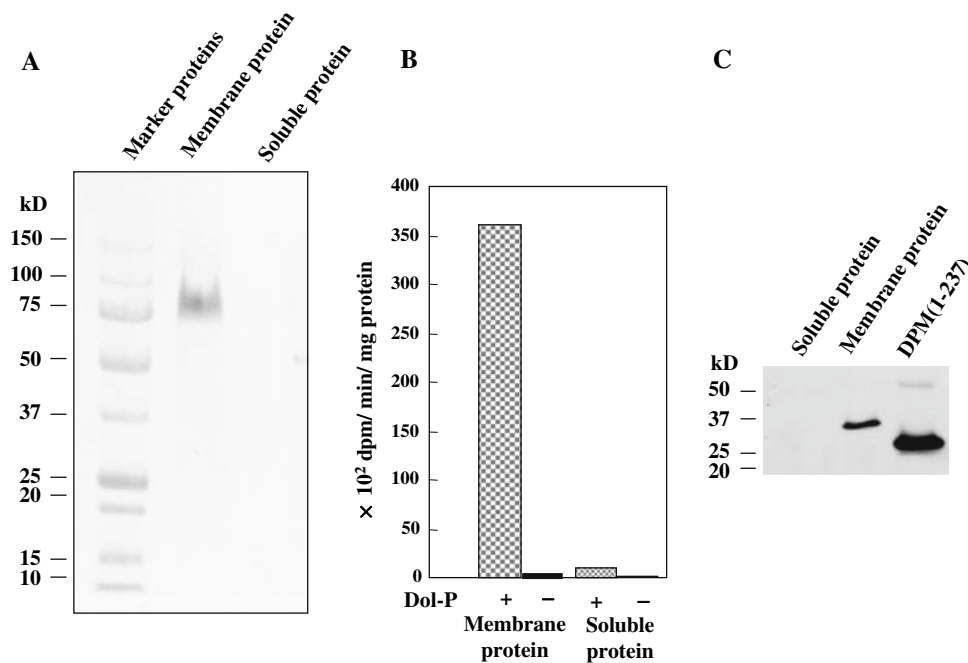 A
Marker proteins
Membrane protein
Soluble protein
kD
150
100
75
50
37
25
20
15
10
B
× 10² dpm/ min/ mg protein
400
350
300
250
200
150
100
50
0
Dol-P + − + −
Membrane protein
Soluble protein
C
Soluble protein
Membrane protein
DPM(1-237)
kD
50
37
25
20